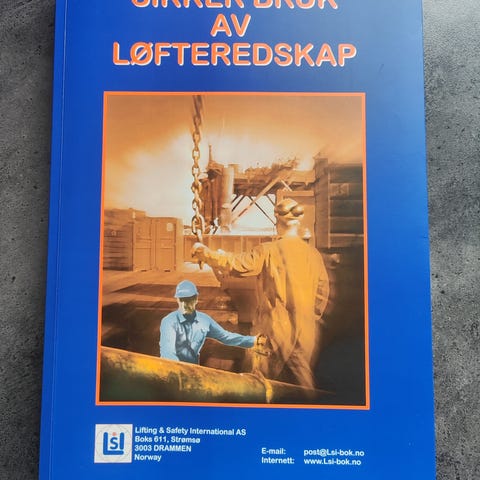 SIKKER BRUK
AV
LØFTEREDSKAP
LSI
Lifting & Safety International AS
Boks 611, Strømsø
3003 DRAMMEN
Norway
E-mail: post@Lsi-bok.no
Internett: www.Lsi-bok.no